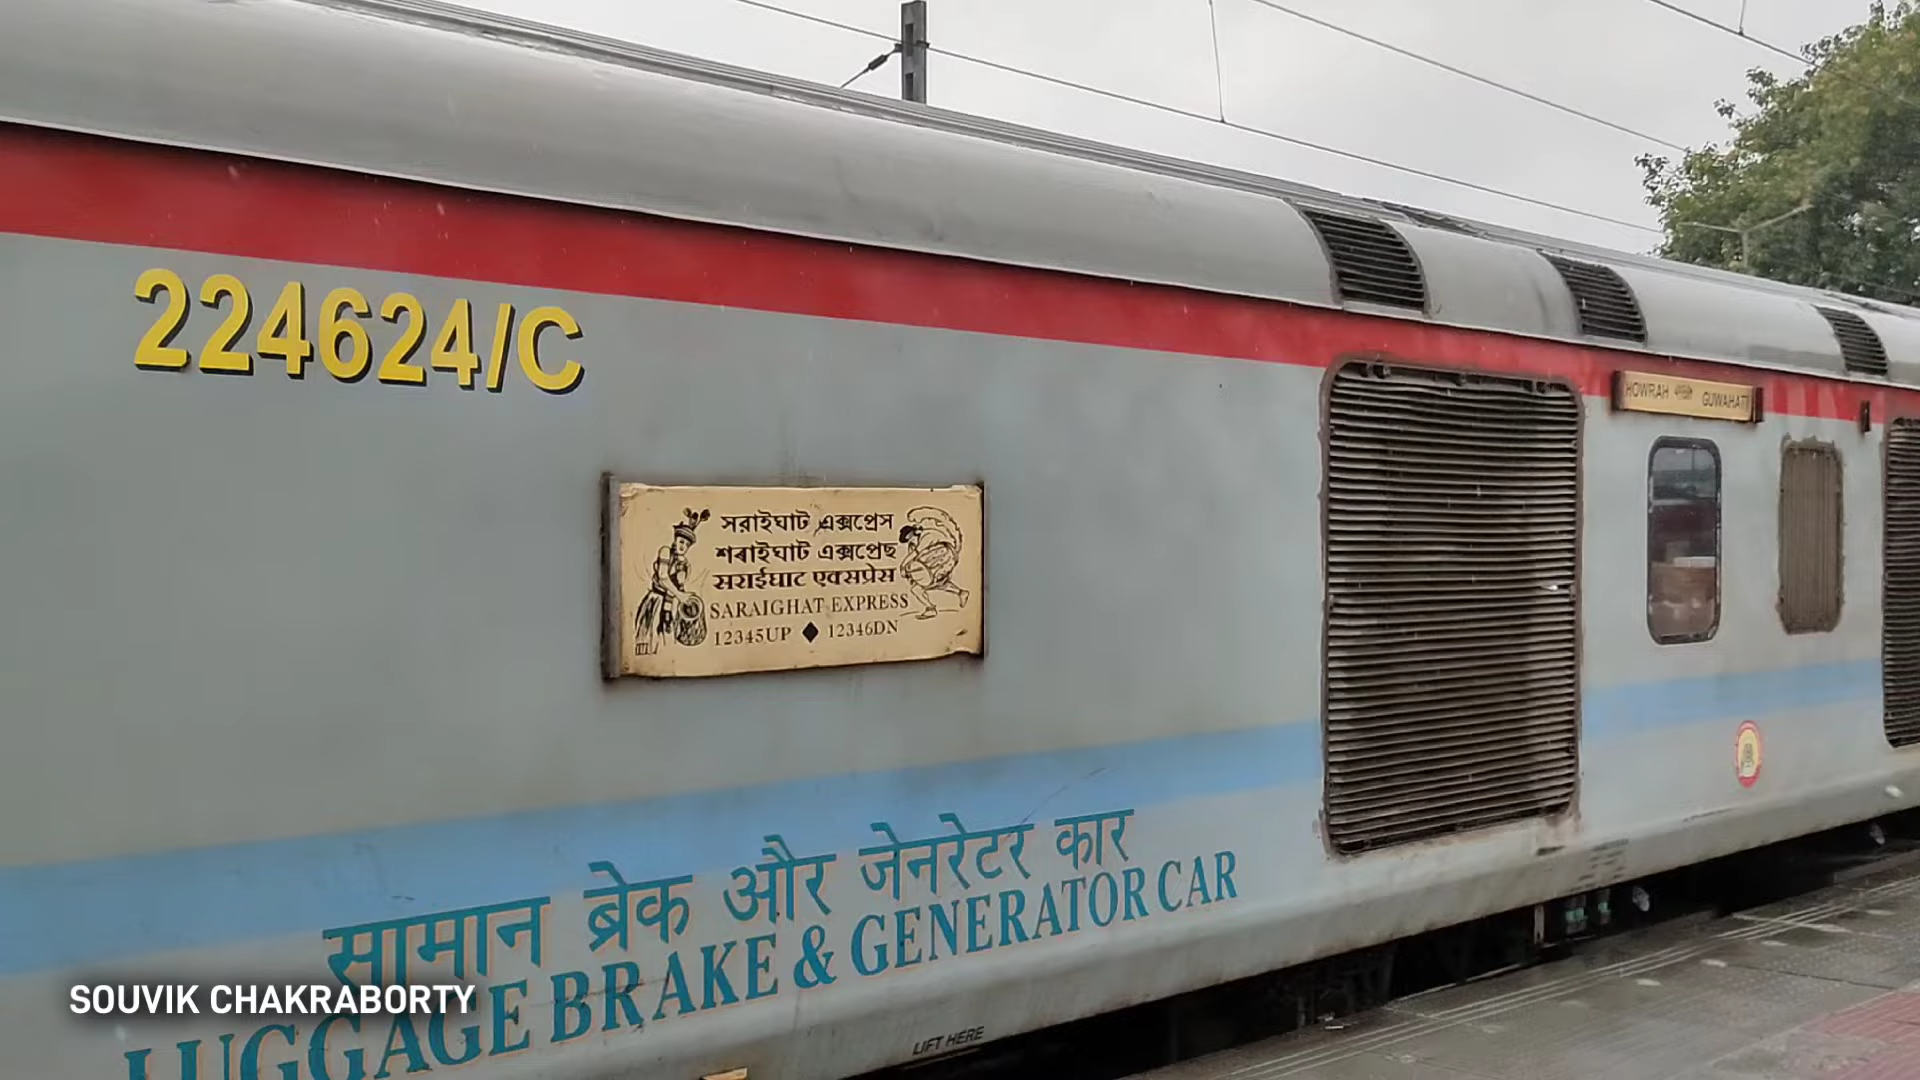 224624/C
HOWRAH GUWAHATI
সরাইঘাট এক্সপ্রেস
শৰাইঘাট এক্সপ্ৰেছ
सराईघाट एक्सप्रेस
SARAIGHAT EXPRESS
12345UP ◆ 12346DN
सामान ब्रेक और जेनरेटर कार
LUGGAGE BRAKE & GENERATOR CAR
SOUVIK CHAKRABORTY
LIFT HERE